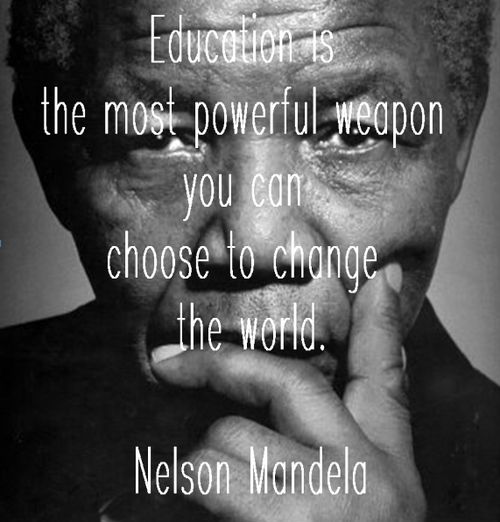 Education is
the most powerful weapon
you can
choose to change
the world.
Nelson Mandela